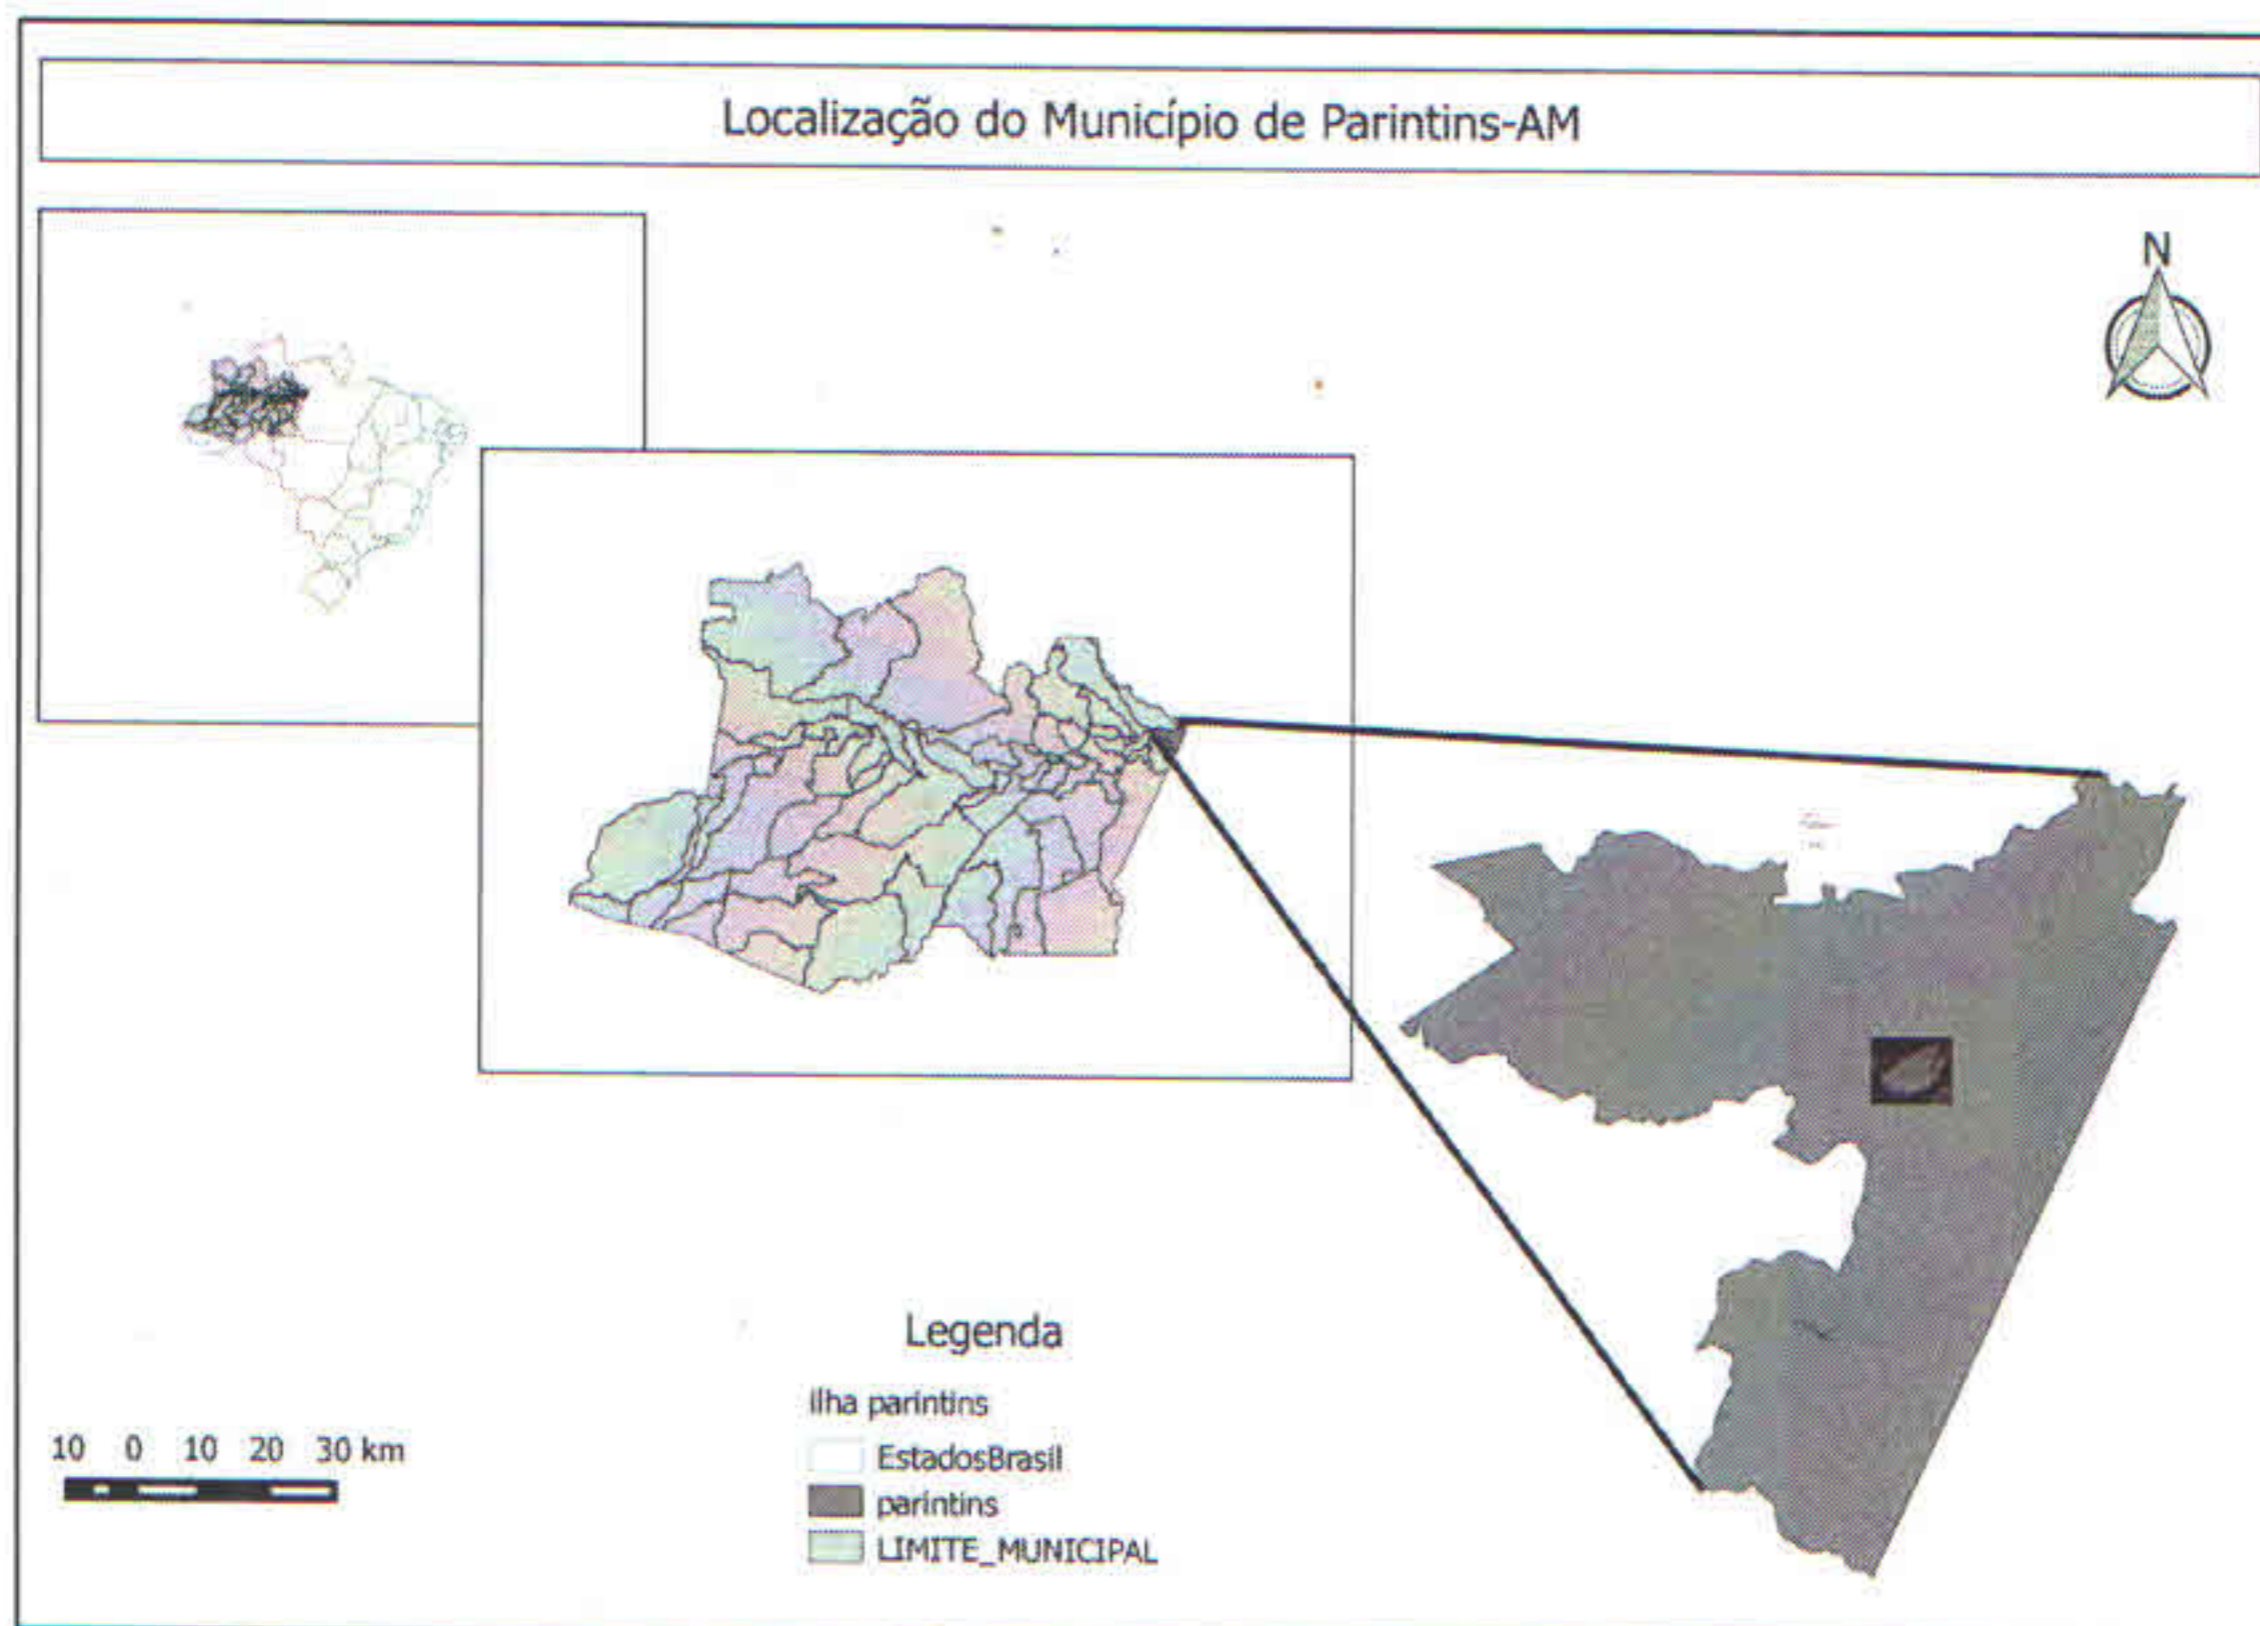 Localização do Município de Parintins-AM
N
Legenda
ilha parintins
EstadosBrasil
parintins
LIMITE_MUNICIPAL
10 0 10 20 30 km